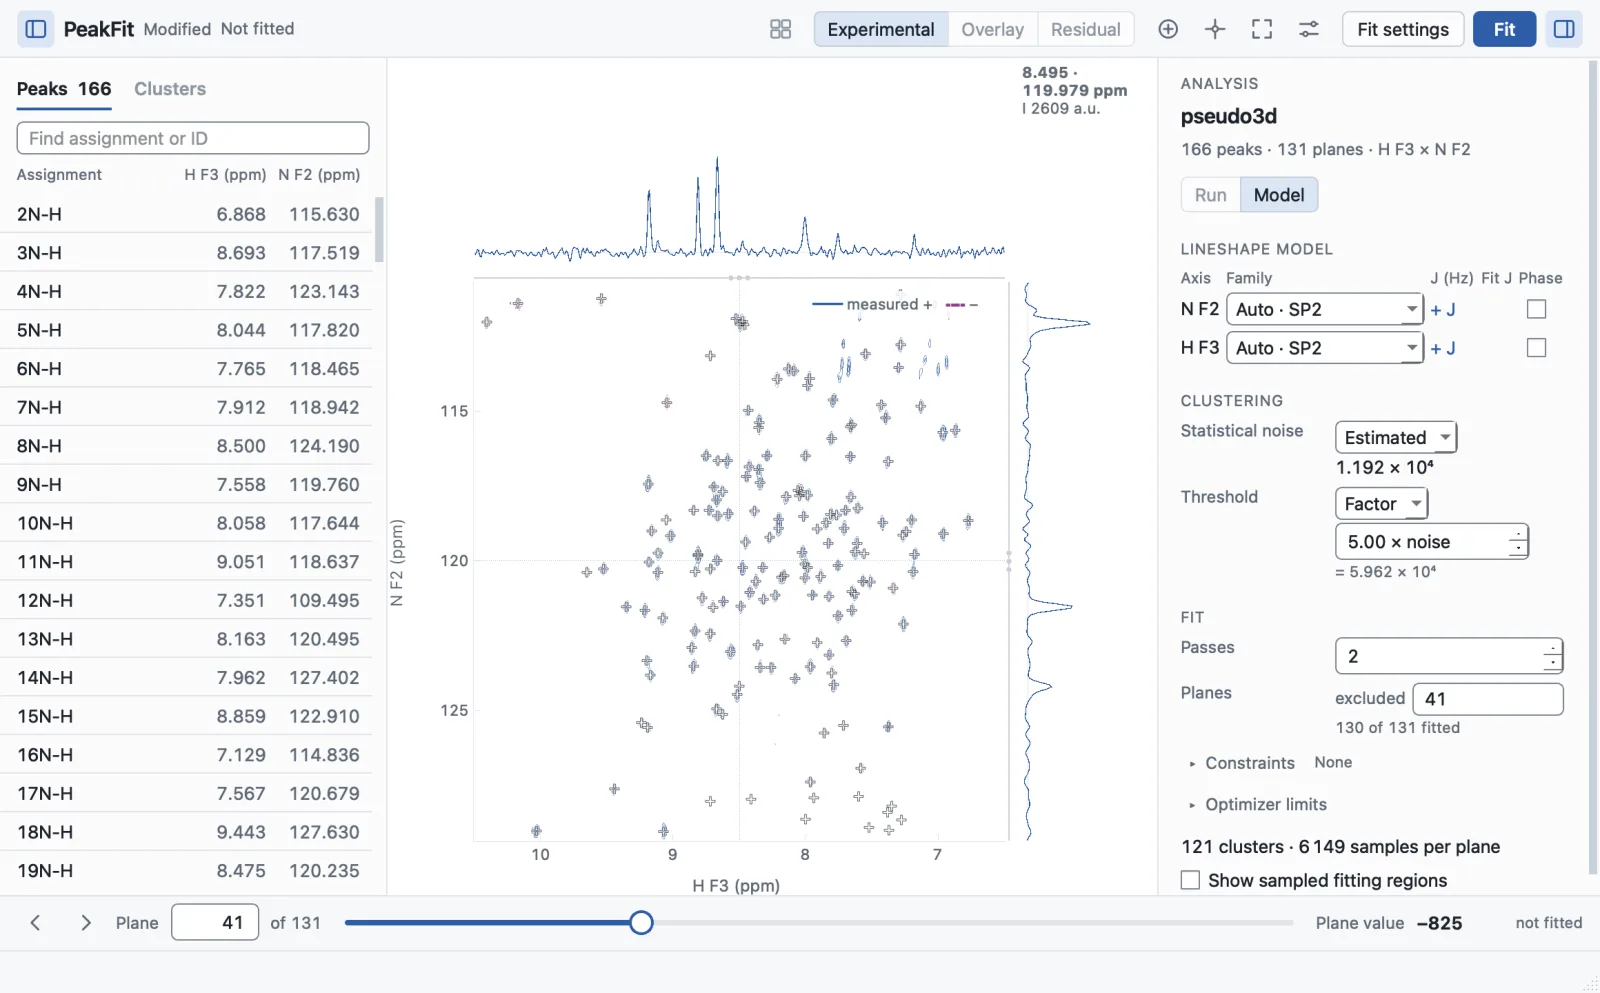 PeakFit Modified Not fitted
Experimental Overlay Residual
Fit settings Fit
Peaks 166 Clusters
Find assignment or ID
Assignment H F3 (ppm) N F2 (ppm)
2N-H 6.868 115.630
3N-H 8.693 117.519
4N-H 7.822 123.143
5N-H 8.044 117.820
6N-H 7.765 118.465
7N-H 7.912 118.942
8N-H 8.500 124.190
9N-H 7.558 119.760
10N-H 8.058 117.644
11N-H 9.051 118.637
12N-H 7.351 109.495
13N-H 8.163 120.495
14N-H 7.962 127.402
15N-H 8.859 122.910
16N-H 7.129 114.836
17N-H 7.567 120.679
18N-H 9.443 127.630
19N-H 8.475 120.235
8.495 ·
119.979 ppm
I 2609 a.u.
measured + −
115
120
125
N F2 (ppm)
10 9 8 7
H F3 (ppm)
ANALYSIS
pseudo3d
166 peaks · 131 planes · H F3 × N F2
Run Model
LINESHAPE MODEL
Axis Family J (Hz) Fit J Phase
N F2 Auto · SP2 + J
H F3 Auto · SP2 + J
CLUSTERING
Statistical noise Estimated
1.192 × 10⁴
Threshold Factor
5.00 × noise
= 5.962 × 10⁴
FIT
Passes 2
Planes excluded 41
130 of 131 fitted
Constraints None
Optimizer limits
121 clusters · 6 149 samples per plane
Show sampled fitting regions
Plane 41 of 131 Plane value −825 not fitted